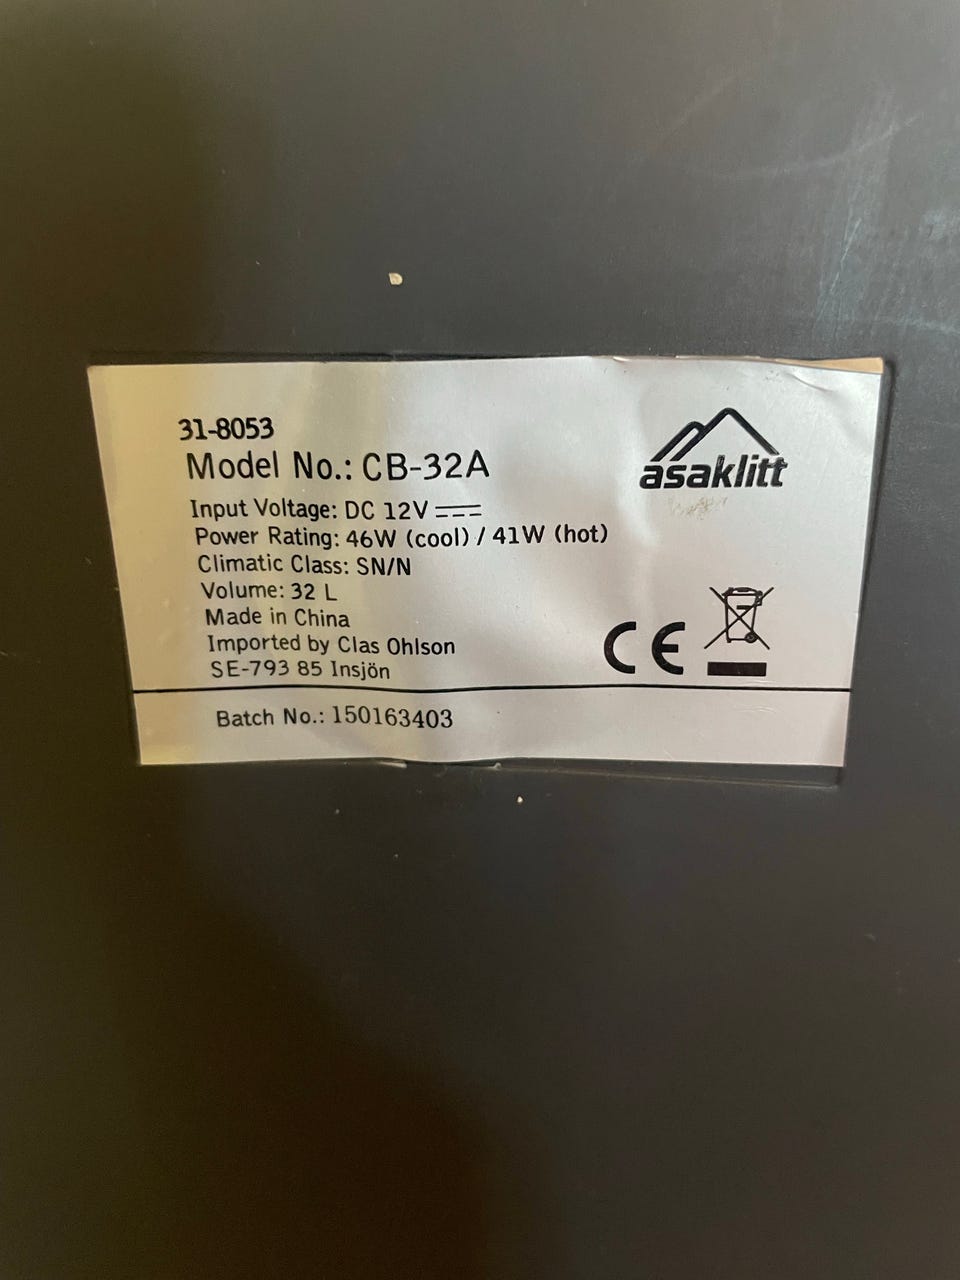 31-8053
Model No.: CB-32A
asaklitt
Input Voltage: DC 12V
Power Rating: 46W (cool) / 41W (hot)
Climatic Class: SN/N
Volume: 32 L
Made in China
Imported by Clas Ohlson
SE-793 85 Insjön
CE
Batch No.: 150163403